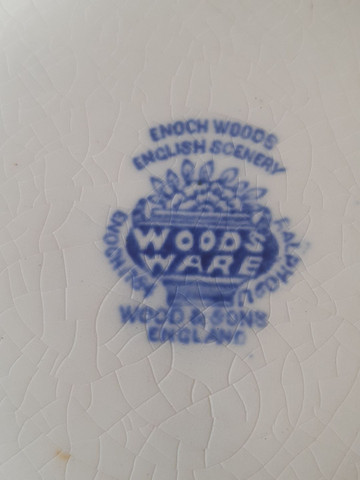 ENOCH WOODS
ENGLISH SCENERY
WOODS
WARE
WOOD & SONS
ENGLAND